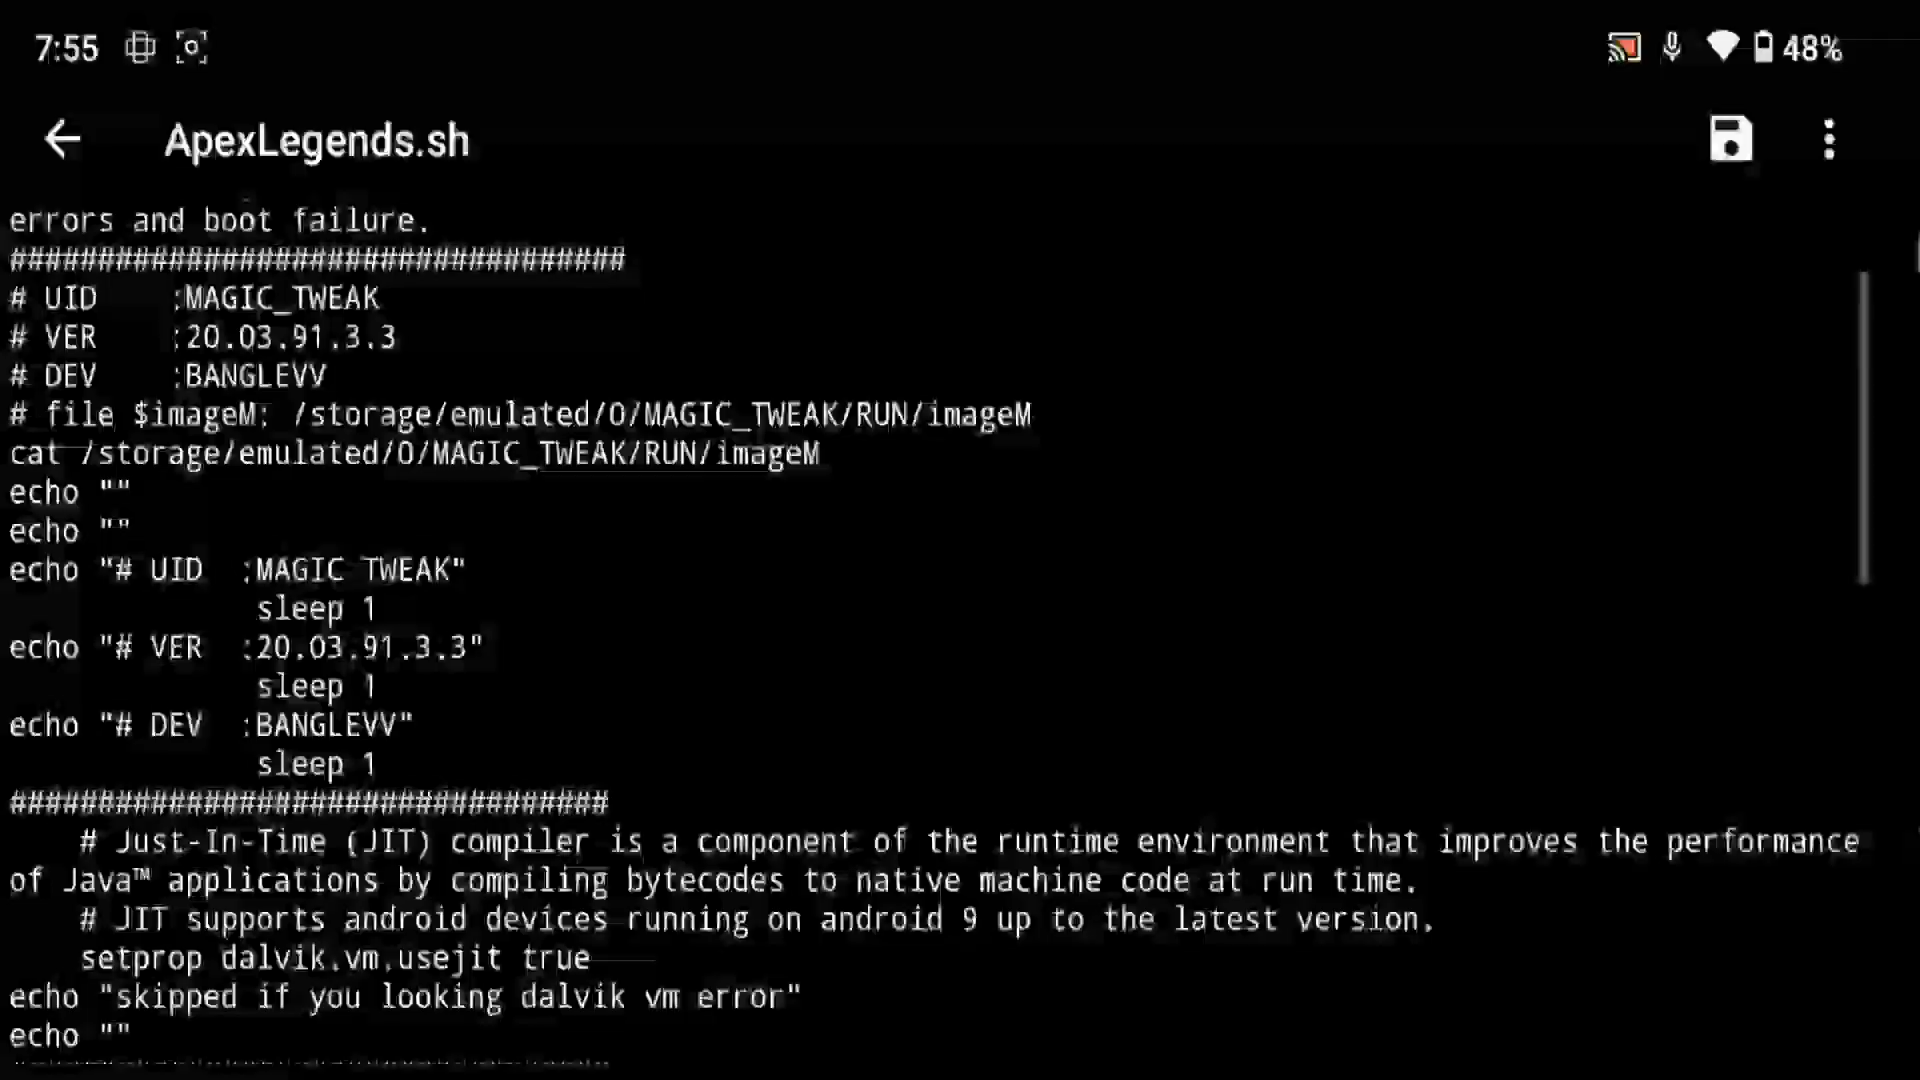 7:55 48%
ApexLegends.sh
errors and boot failure.
###################################
# UID :MAGIC_TWEAK
# VER :20.03.91.3.3
# DEV :BANGLEVV
# file $imageM: /storage/emulated/0/MAGIC_TWEAK/RUN/imageM
cat /storage/emulated/0/MAGIC_TWEAK/RUN/imageM
echo ""
echo ""
echo "# UID :MAGIC TWEAK"
sleep 1
echo "# VER :20.03.91.3.3"
sleep 1
echo "# DEV :BANGLEVV"
sleep 1
##################################
# Just-In-Time (JIT) compiler is a component of the runtime environment that improves the performance
of Java™ applications by compiling bytecodes to native machine code at run time.
# JIT supports android devices running on android 9 up to the latest version.
setprop dalvik.vm.usejit true
echo "skipped if you looking dalvik vm error"
echo ""